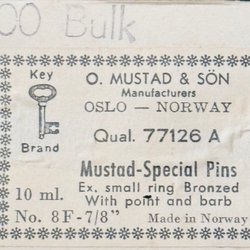 00 Bulk
Key
Brand
O. MUSTAD & SÖN
Manufacturers
OSLO — NORWAY
Qual. 77126 A
Mustad-Special Pins
10 ml.
Ex. small ring Bronzed
With point and barb
No. 8F-7/8"
Made in Norway